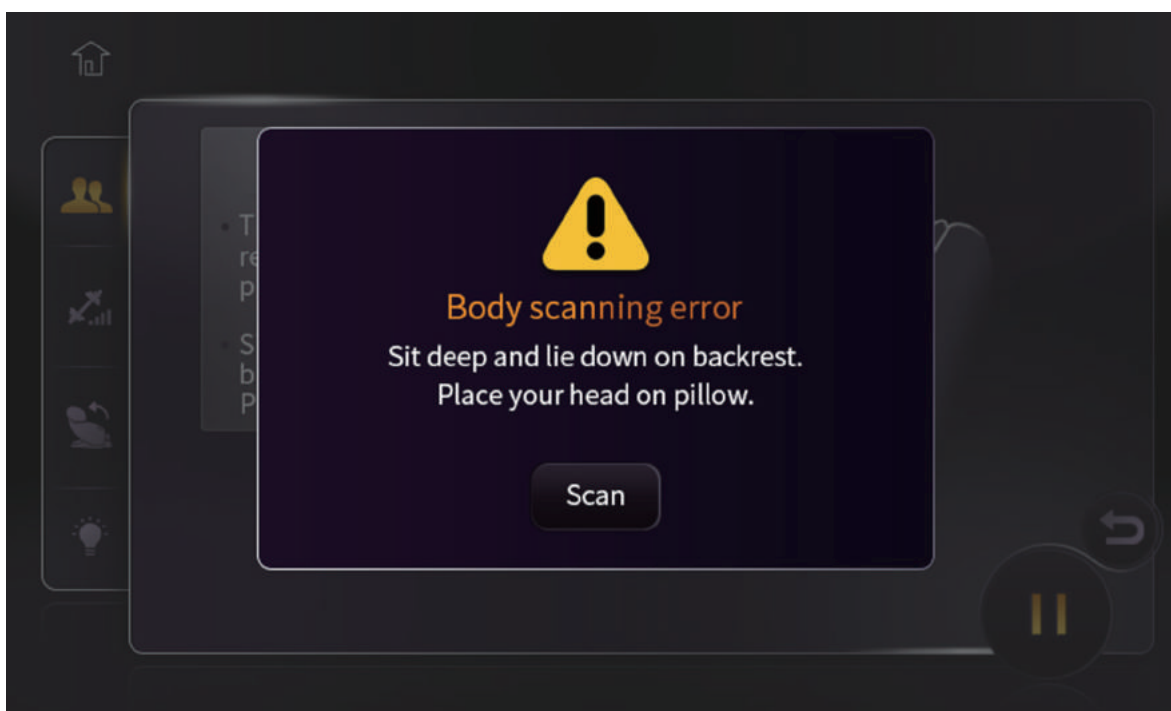 Body scanning error
Sit deep and lie down on backrest.
Place your head on pillow.
Scan